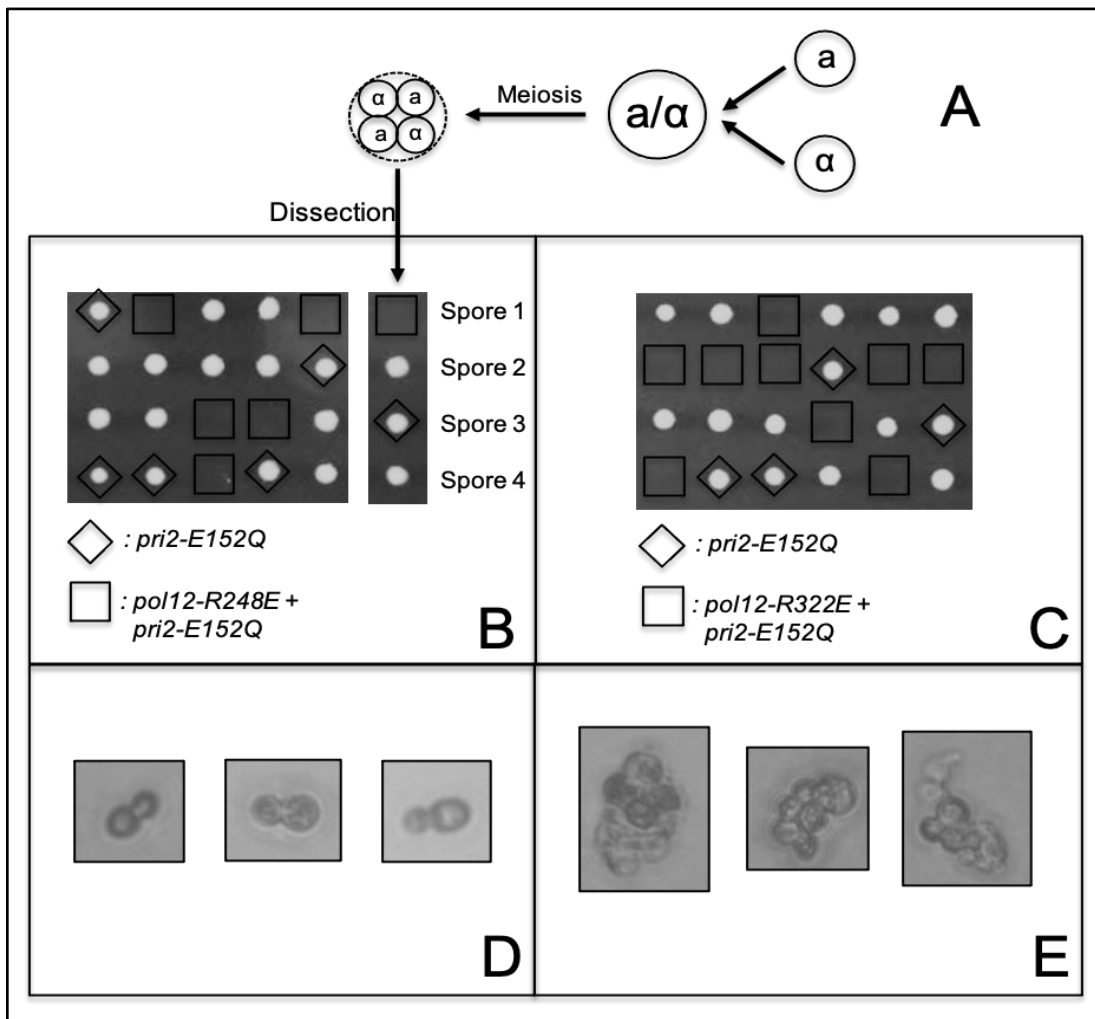 a
A
Meiosis
a/α
α a
a α
α
Dissection
Spore 1
Spore 2
Spore 3
Spore 4
: pri2-E152Q
: pol12-R248E +
pri2-E152Q
B
: pri2-E152Q
: pol12-R322E +
pri2-E152Q
C
D
E